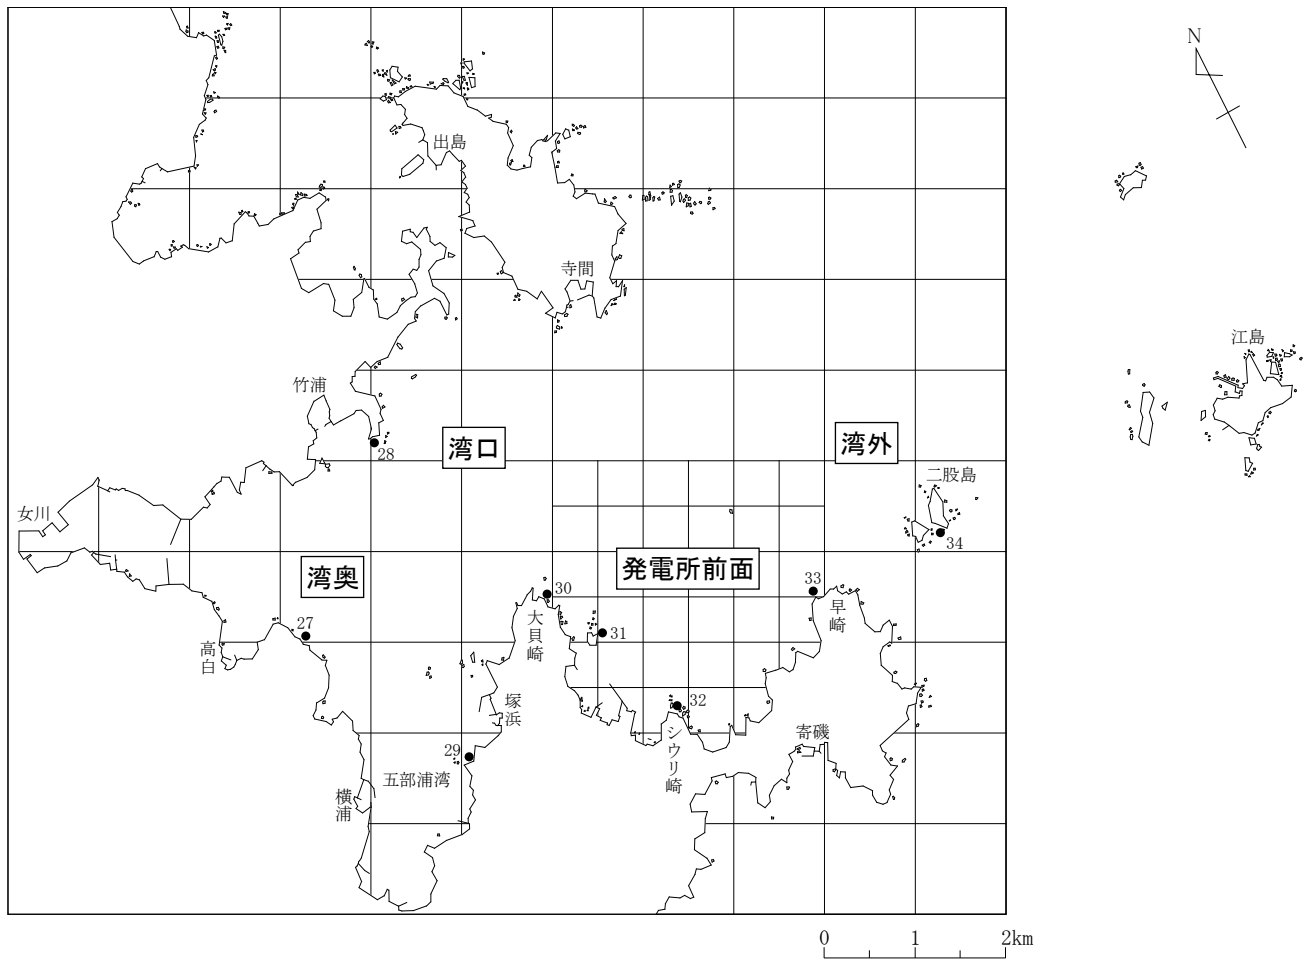 N
出島
寺間
江島
竹浦
湾口
湾外
28
二股島
女川
34
発電所前面
湾奥
33
30
大貝崎
早崎
27
31
高白
32
塚浜
シウリ崎
寄磯
29
五部浦湾
横浦
0 1 2km